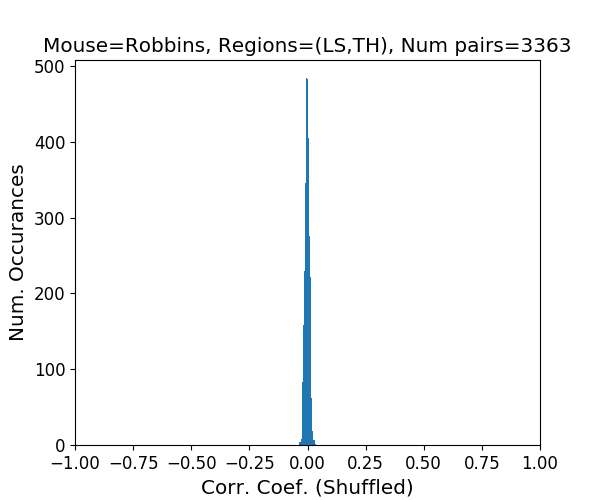 Mouse=Robbins, Regions=(LS,TH), Num pairs=3363
500
400
300
200
100
0
Num. Occurances
−1.00 −0.75 −0.50 −0.25 0.00 0.25 0.50 0.75 1.00
Corr. Coef. (Shuffled)